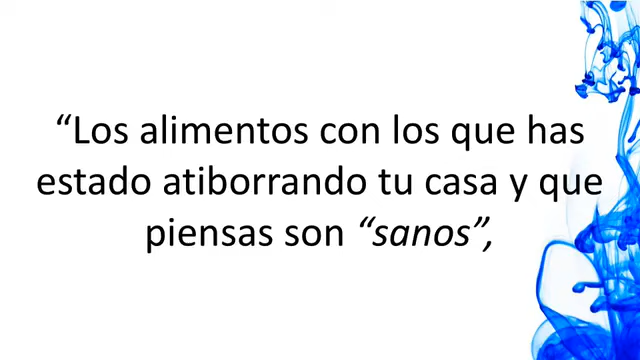 “Los alimentos con los que has
estado atiborrando tu casa y que
piensas son “sanos”,